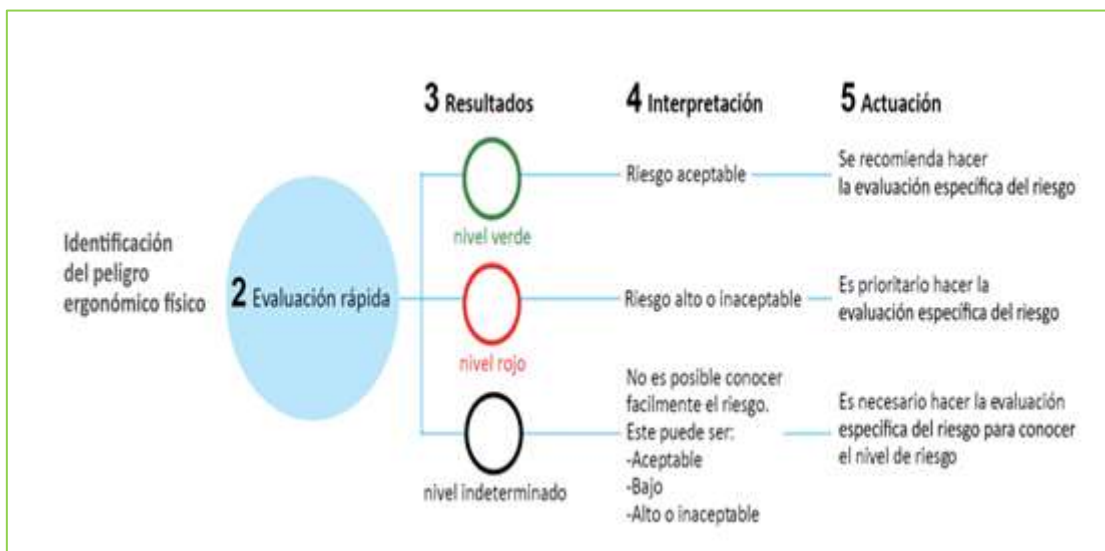 3 Resultados
4 Interpretación
5 Actuación
Identificación
del peligro
ergonómico físico
2 Evaluación rápida
nivel verde
Riesgo aceptable
Se recomienda hacer
la evaluación específica del riesgo
nivel rojo
Riesgo alto o inaceptable
Es prioritario hacer la
evaluación específica del riesgo
nivel indeterminado
No es posible conocer
facilmente el riesgo.
Este puede ser:
-Aceptable
-Bajo
-Alto o inaceptable
Es necesario hacer la evaluación
específica del riesgo para conocer
el nivel de riesgo